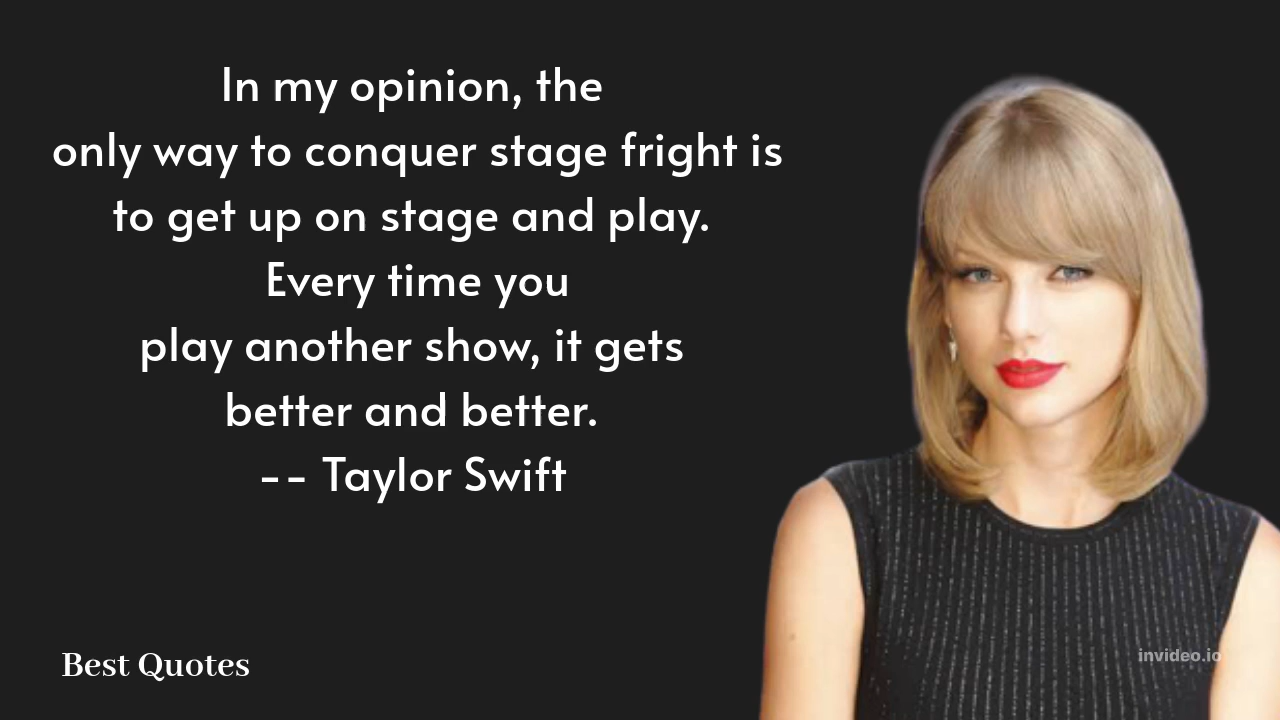 In my opinion, the
only way to conquer stage fright is
to get up on stage and play.
Every time you
play another show, it gets
better and better.
-- Taylor Swift
Best Quotes
invideo.io